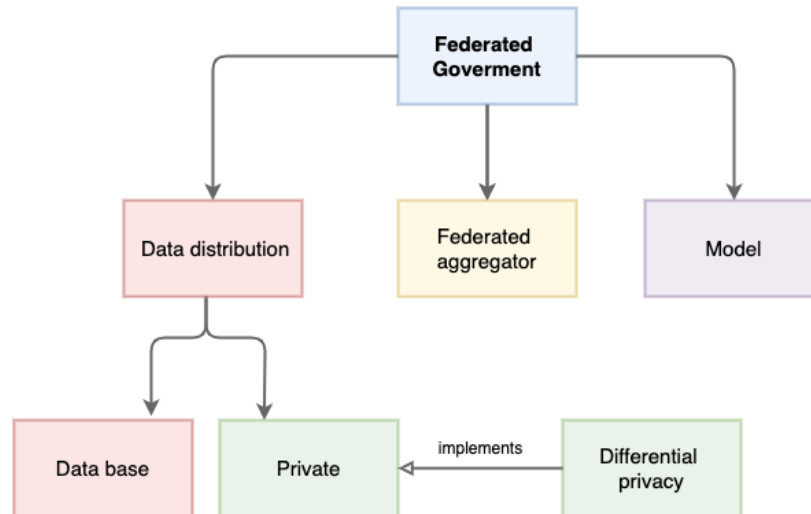 Federated
Goverment
Data distribution
Federated
aggregator
Model
Data base
Private
implements
Differential
privacy